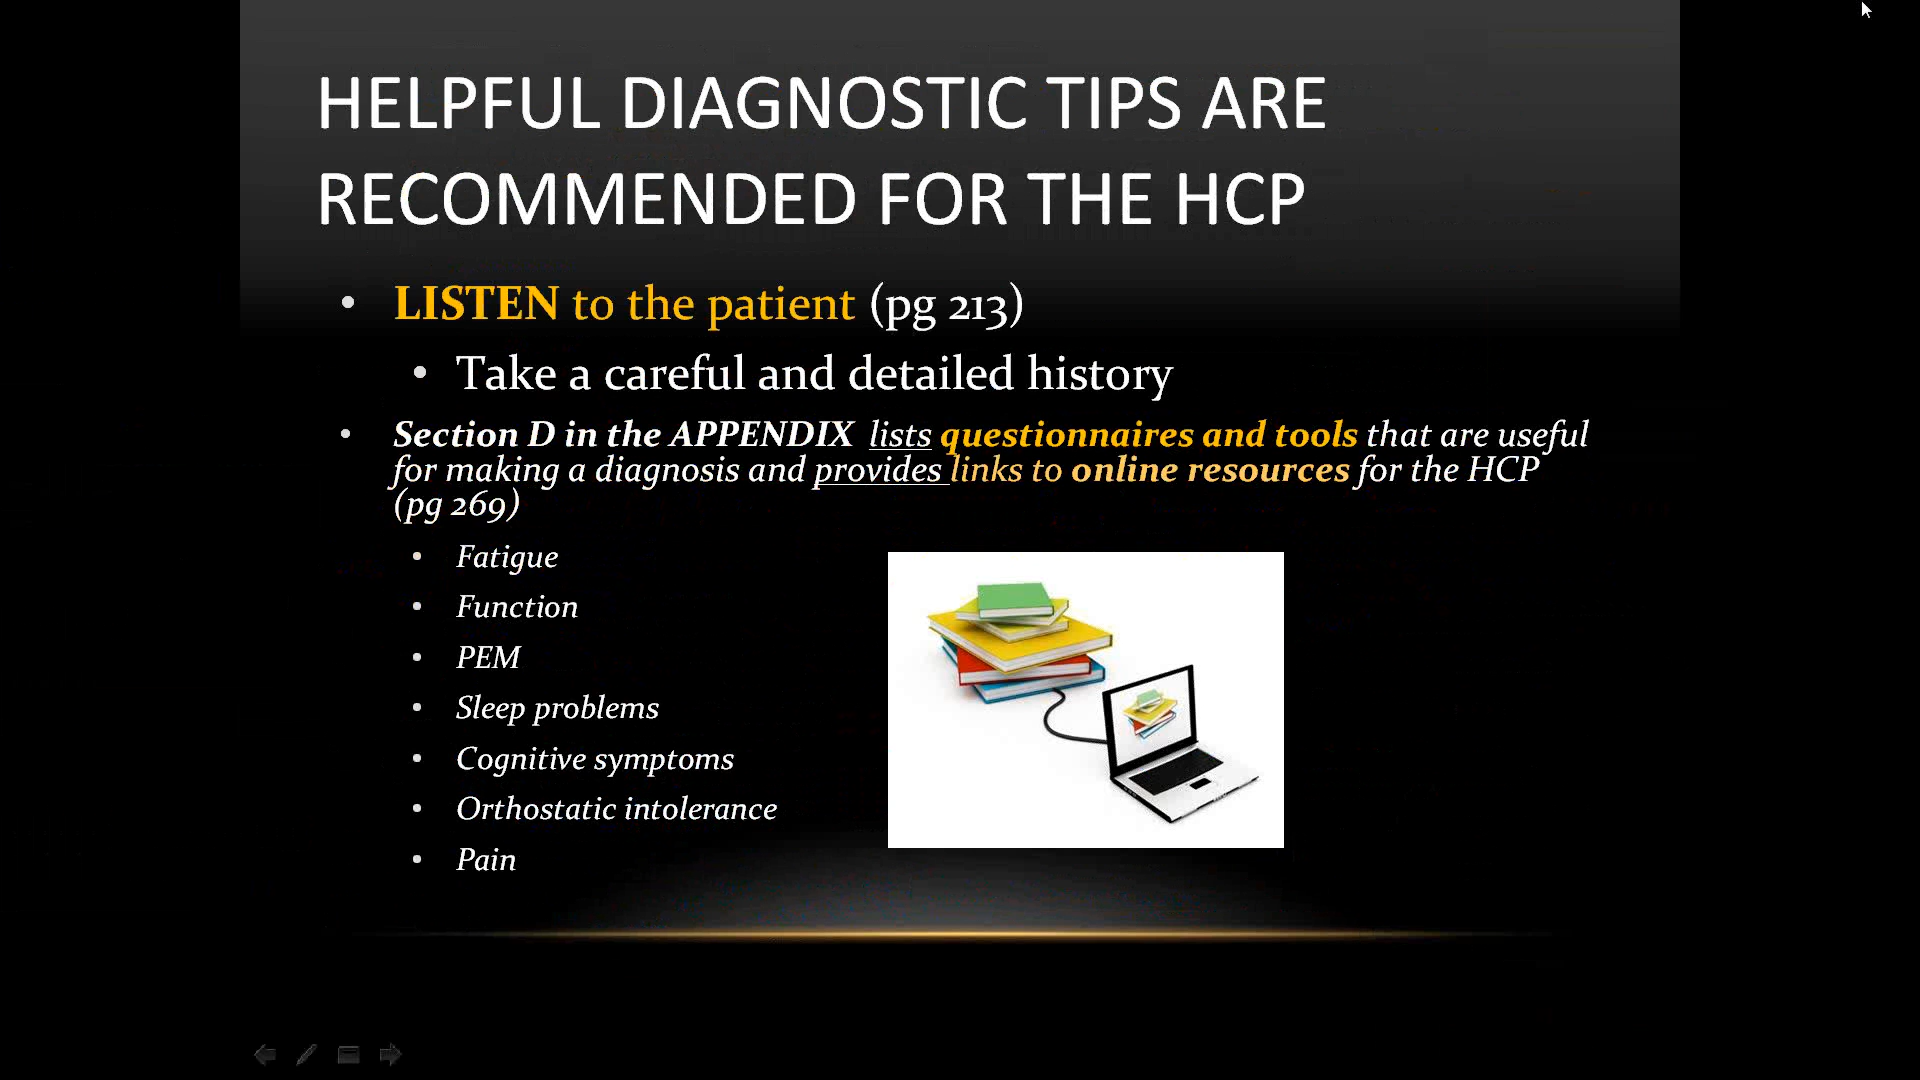 HELPFUL DIAGNOSTIC TIPS ARE
RECOMMENDED FOR THE HCP
• LISTEN to the patient (pg 213)
• Take a careful and detailed history
• Section D in the APPENDIX lists questionnaires and tools that are useful
for making a diagnosis and provides links to online resources for the HCP
(pg 269)
• Fatigue
• Function
• PEM
• Sleep problems
• Cognitive symptoms
• Orthostatic intolerance
• Pain